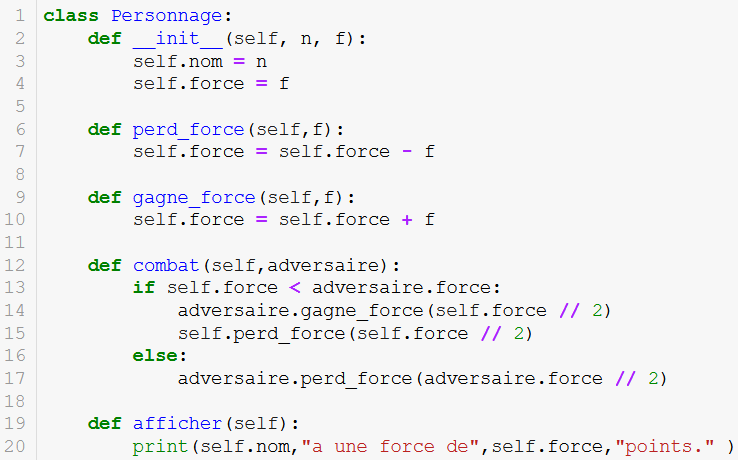 1 class Personnage:
2     def __init__(self, n, f):
3         self.nom = n
4         self.force = f
5
6     def perd_force(self,f):
7         self.force = self.force - f
8
9     def gagne_force(self,f):
10         self.force = self.force + f
11
12     def combat(self,adversaire):
13         if self.force < adversaire.force:
14             adversaire.gagne_force(self.force // 2)
15             self.perd_force(self.force // 2)
16         else:
17             adversaire.perd_force(adversaire.force // 2)
18
19     def afficher(self):
20         print(self.nom,"a une force de",self.force,"points." )